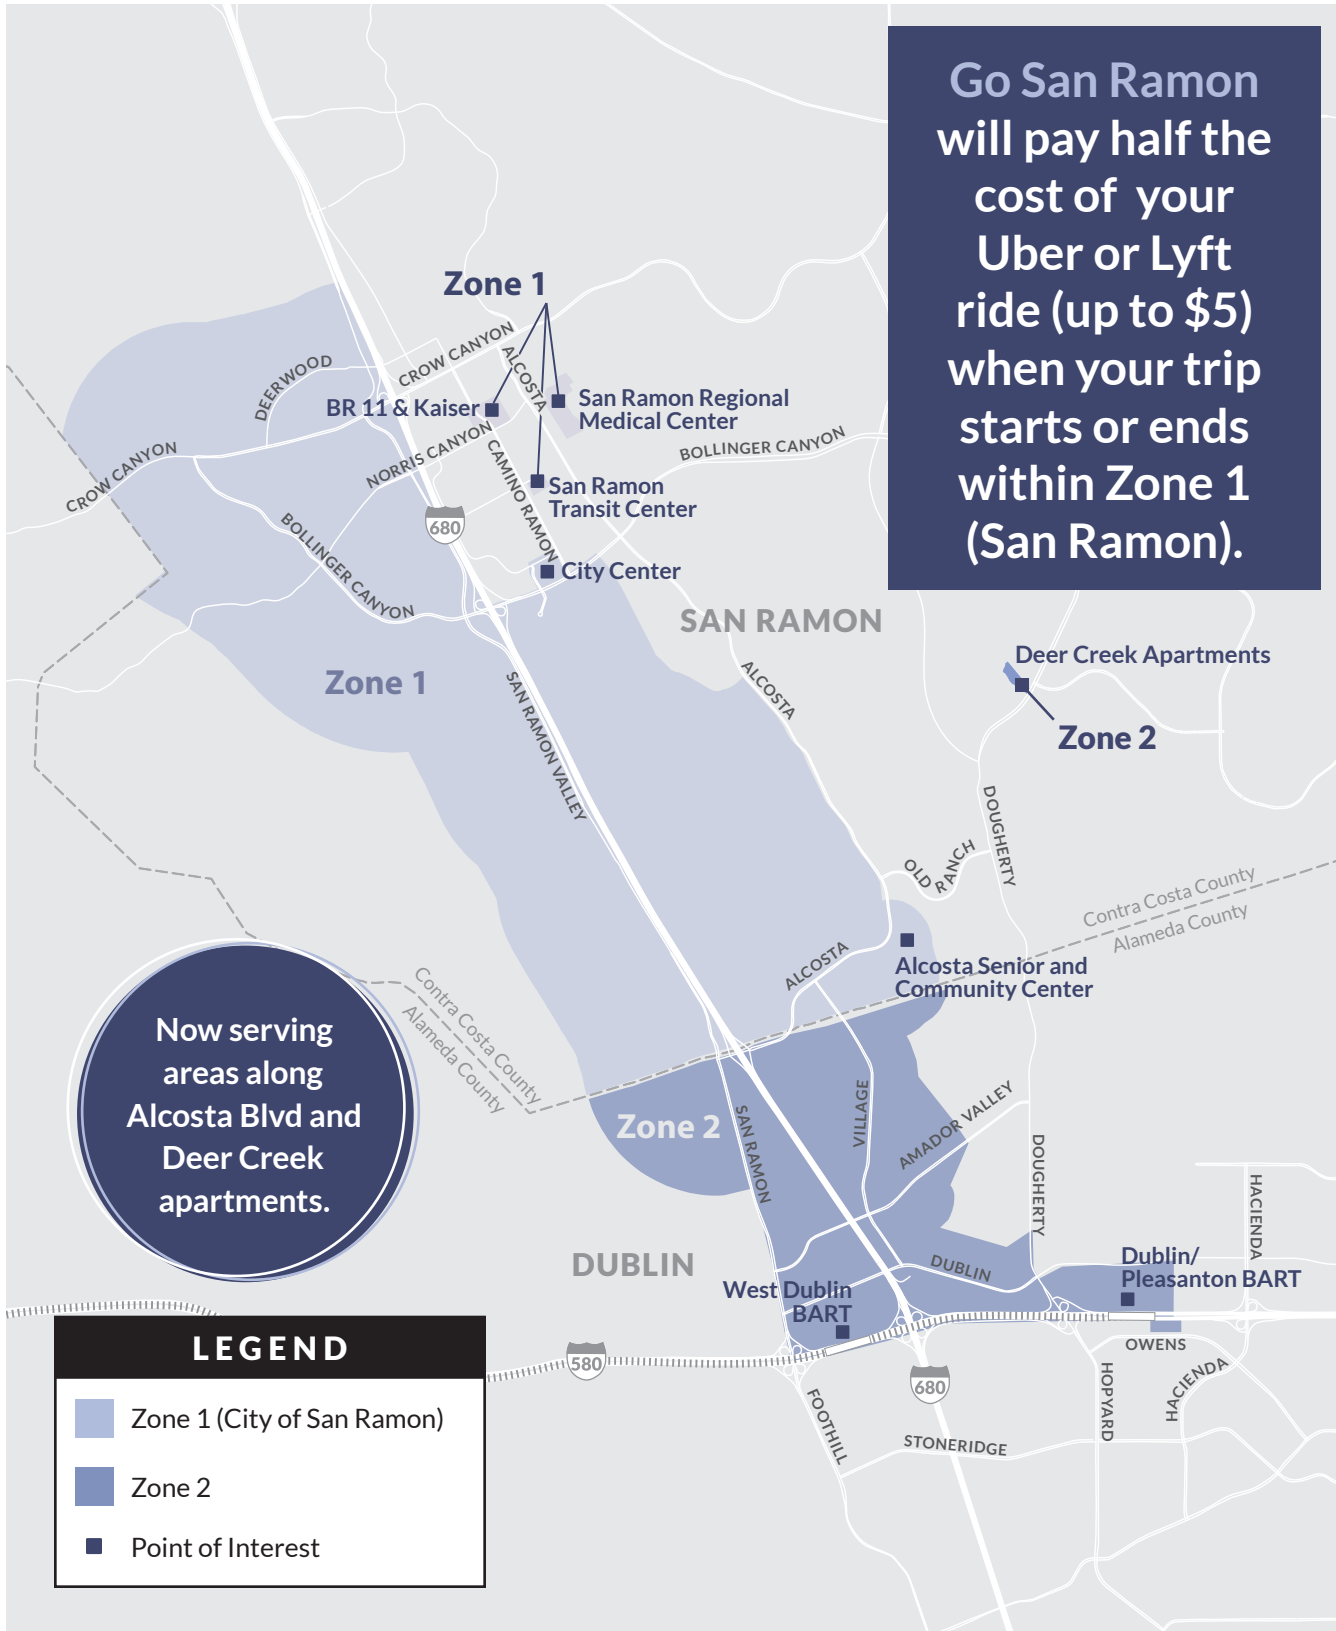 Go San Ramon
will pay half the
cost of your
Uber or Lyft
ride (up to $5)
when your trip
starts or ends
within Zone 1
(San Ramon).
Zone 1
CROW CANYON
ALCOSTA
DEERWOOD
BR 11 & Kaiser
San Ramon Regional
Medical Center
NORRIS CANYON
BOLLINGER CANYON
CROW CANYON
CAMINO RAMON
San Ramon
Transit Center
680
BOLLINGER CANYON
City Center
SAN RAMON
Deer Creek Apartments
Zone 2
Zone 1
ALCOSTA
SAN RAMON VALLEY
DOUGHERTY
OLD RANCH
Contra Costa County
Alameda County
ALCOSTA
Alcosta Senior and
Community Center
Contra Costa County
Alameda County
Now serving
areas along
Alcosta Blvd and
Deer Creek
apartments.
Zone 2
SAN RAMON
VILLAGE
AMADOR VALLEY
DOUGHERTY
HACIENDA
DUBLIN
DUBLIN
West Dublin
BART
Dublin/
Pleasanton BART
OWENS
580
680
HACIENDA
HOPYARD
FOOTHILL
STONERIDGE
LEGEND
Zone 1 (City of San Ramon)
Zone 2
Point of Interest